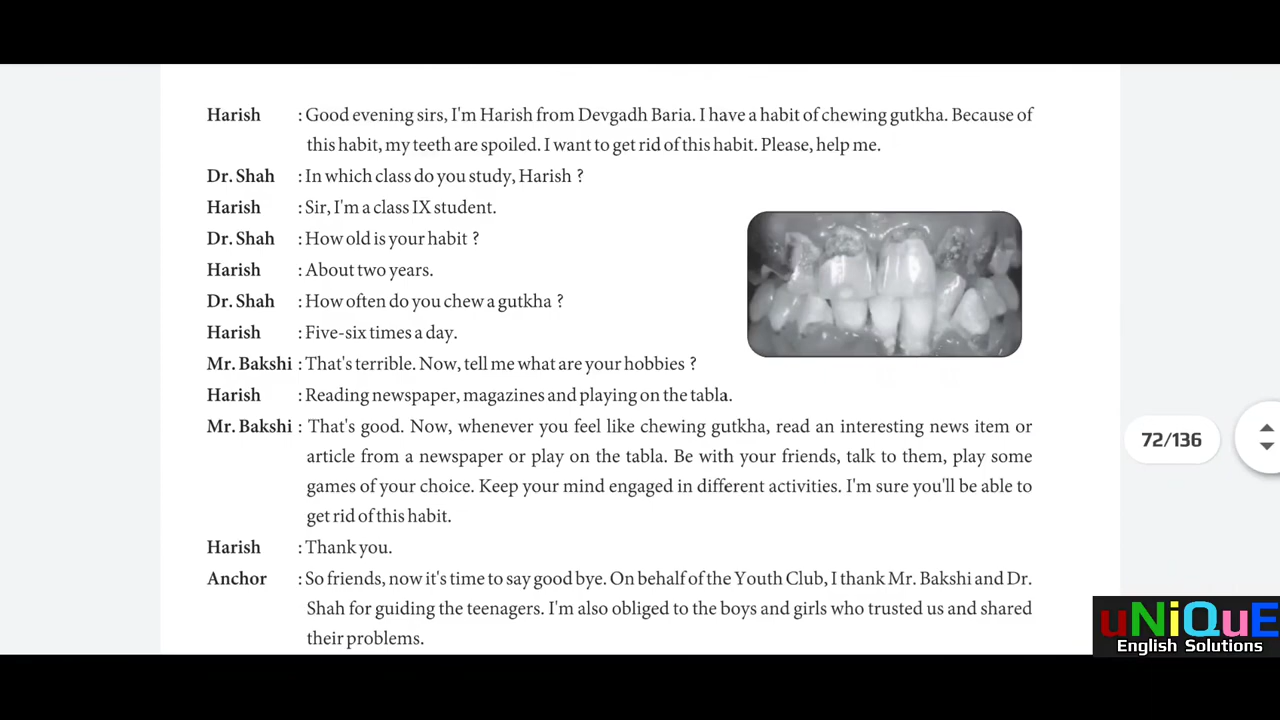 Harish : Good evening sirs, I'm Harish from Devgadh Baria. I have a habit of chewing gutkha. Because of
this habit, my teeth are spoiled. I want to get rid of this habit. Please, help me.
Dr. Shah : In which class do you study, Harish ?
Harish : Sir, I'm a class IX student.
Dr. Shah : How old is your habit ?
Harish : About two years.
Dr. Shah : How often do you chew a gutkha ?
Harish : Five-six times a day.
Mr. Bakshi : That's terrible. Now, tell me what are your hobbies ?
Harish : Reading newspaper, magazines and playing on the tabla.
Mr. Bakshi : That's good. Now, whenever you feel like chewing gutkha, read an interesting news item or
article from a newspaper or play on the tabla. Be with your friends, talk to them, play some
games of your choice. Keep your mind engaged in different activities. I'm sure you'll be able to
get rid of this habit.
Harish : Thank you.
Anchor : So friends, now it's time to say good bye. On behalf of the Youth Club, I thank Mr. Bakshi and Dr.
Shah for guiding the teenagers. I'm also obliged to the boys and girls who trusted us and shared
their problems.
72/136
uNiQuE
English Solutions